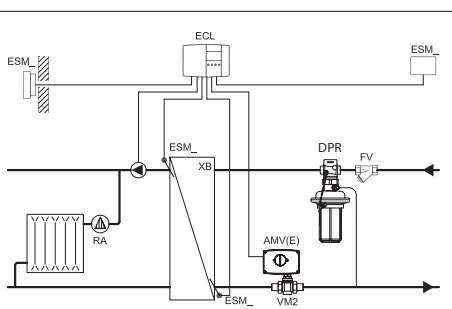 ECL
ESM_
ESM_
ESM_
XB
DPR
FV
RA
AMV(E)
ESM_
VM2